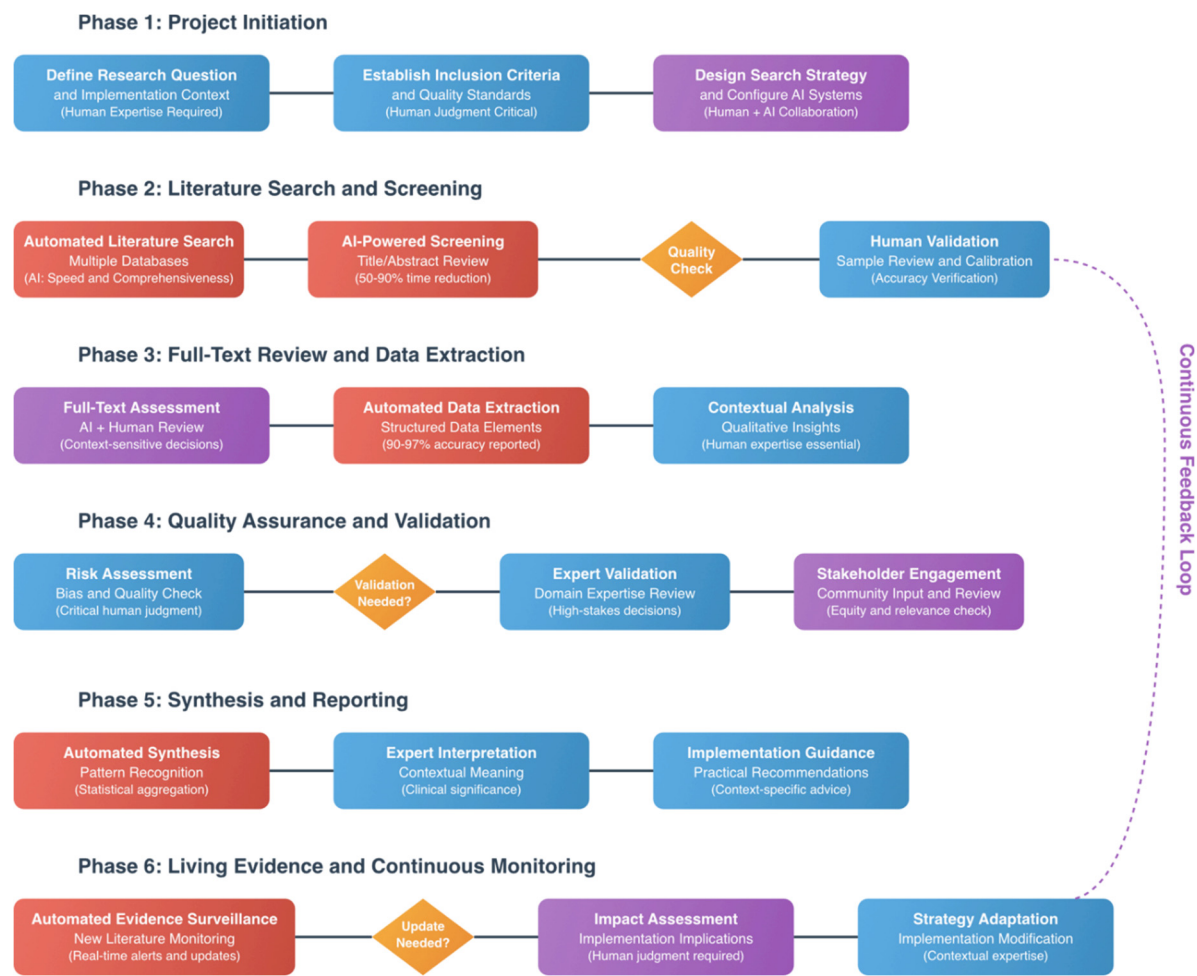 Phase 1: Project Initiation
Define Research Question
and Implementation Context
(Human Expertise Required)
Establish Inclusion Criteria
and Quality Standards
(Human Judgment Critical)
Design Search Strategy
and Configure AI Systems
(Human + AI Collaboration)
Phase 2: Literature Search and Screening
Automated Literature Search
Multiple Databases
(AI: Speed and Comprehensiveness)
AI-Powered Screening
Title/Abstract Review
(50-90% time reduction)
Quality
Check
Human Validation
Sample Review and Calibration
(Accuracy Verification)
Phase 3: Full-Text Review and Data Extraction
Full-Text Assessment
AI + Human Review
(Context-sensitive decisions)
Automated Data Extraction
Structured Data Elements
(90-97% accuracy reported)
Contextual Analysis
Qualitative Insights
(Human expertise essential)
Continuous Feedback Loop
Phase 4: Quality Assurance and Validation
Risk Assessment
Bias and Quality Check
(Critical human judgment)
Validation
Needed?
Expert Validation
Domain Expertise Review
(High-stakes decisions)
Stakeholder Engagement
Community Input and Review
(Equity and relevance check)
Phase 5: Synthesis and Reporting
Automated Synthesis
Pattern Recognition
(Statistical aggregation)
Expert Interpretation
Contextual Meaning
(Clinical significance)
Implementation Guidance
Practical Recommendations
(Context-specific advice)
Phase 6: Living Evidence and Continuous Monitoring
Automated Evidence Surveillance
New Literature Monitoring
(Real-time alerts and updates)
Update
Needed?
Impact Assessment
Implementation Implications
(Human judgment required)
Strategy Adaptation
Implementation Modification
(Contextual expertise)